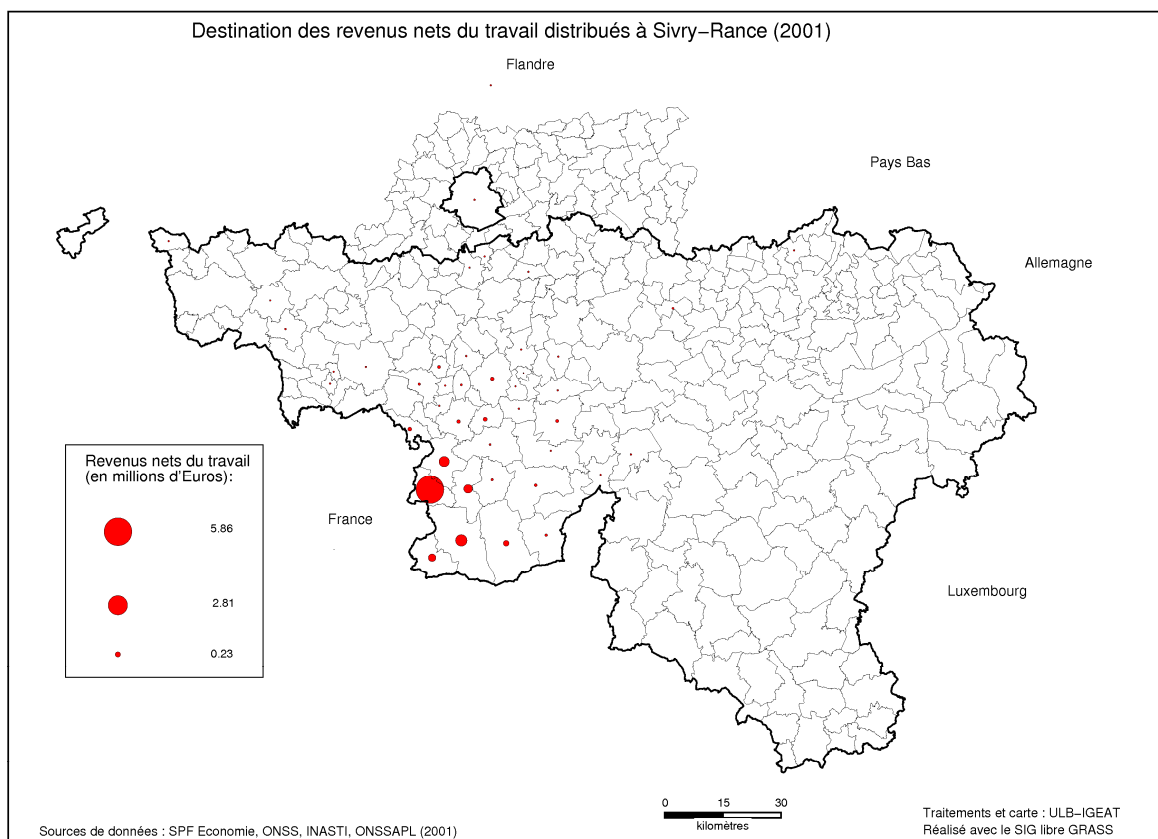 Destination des revenus nets du travail distribués à Sivry−Rance (2001)
Flandre
Pays Bas
Allemagne
Revenus nets du travail
(en millions d'Euros):
5.86
France
2.81
Luxembourg
0.23
0 15 30
kilomètres
Traitements et carte : ULB−IGEAT
Sources de données : SPF Economie, ONSS, INASTI, ONSSAPL (2001)
Réalisé avec le SIG libre GRASS